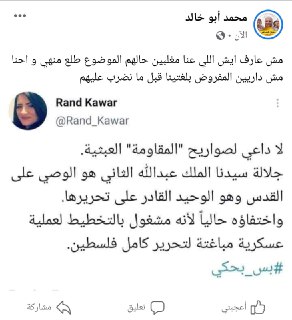 محمد أبو خالد
الآن
مش عارف ايش اللي عنا مغلبين حالهم الموضوع طلع منهي و احنا
مش داريين المفروض بلغتينا قبل ما نضرب عليهم
Rand Kawar
@Rand_Kawar
لا داعي لصواريح "المقاومة" العبثية.
جلالة سيدنا الملك عبدالله الثاني هو الوصي على
القدس وهو الوحيد القادر على تحريرها.
واختفاؤه حالياً لأنه مشغول بالتخطيط لعملية
عسكرية مباغتة لتحرير كامل فلسطين.
#بس_بحكي
أعجبني تعليق مشاركة